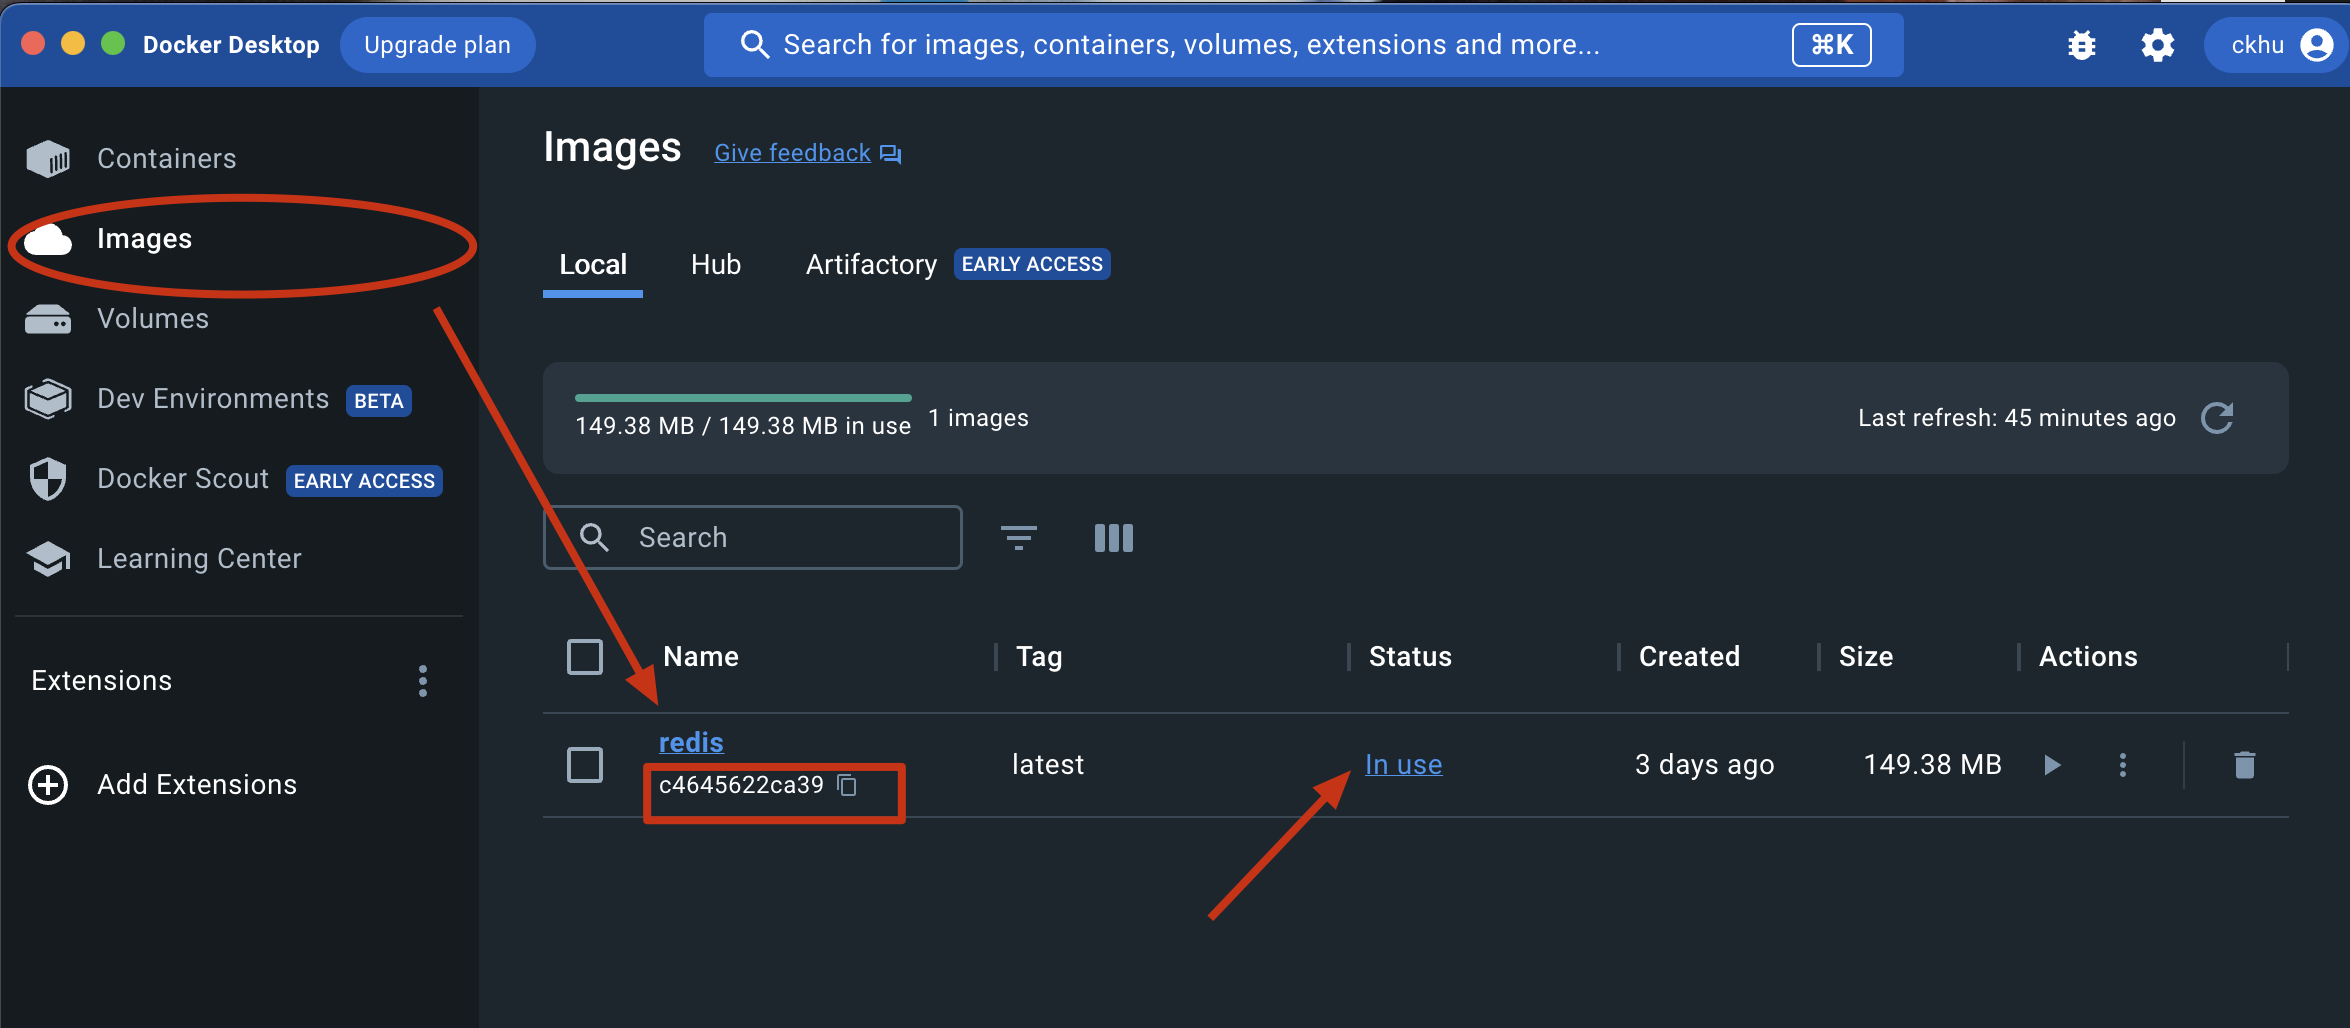 Docker Desktop
Upgrade plan
Search for images, containers, volumes, extensions and more...
⌘K
ckhu
Containers
Images
Volumes
Dev Environments BETA
Docker Scout EARLY ACCESS
Learning Center
Extensions
Add Extensions
Images Give feedback
Local Hub Artifactory EARLY ACCESS
149.38 MB / 149.38 MB in use 1 images
Last refresh: 45 minutes ago
Search
Name Tag Status Created Size Actions
redis
c4645622ca39
latest In use 3 days ago 149.38 MB